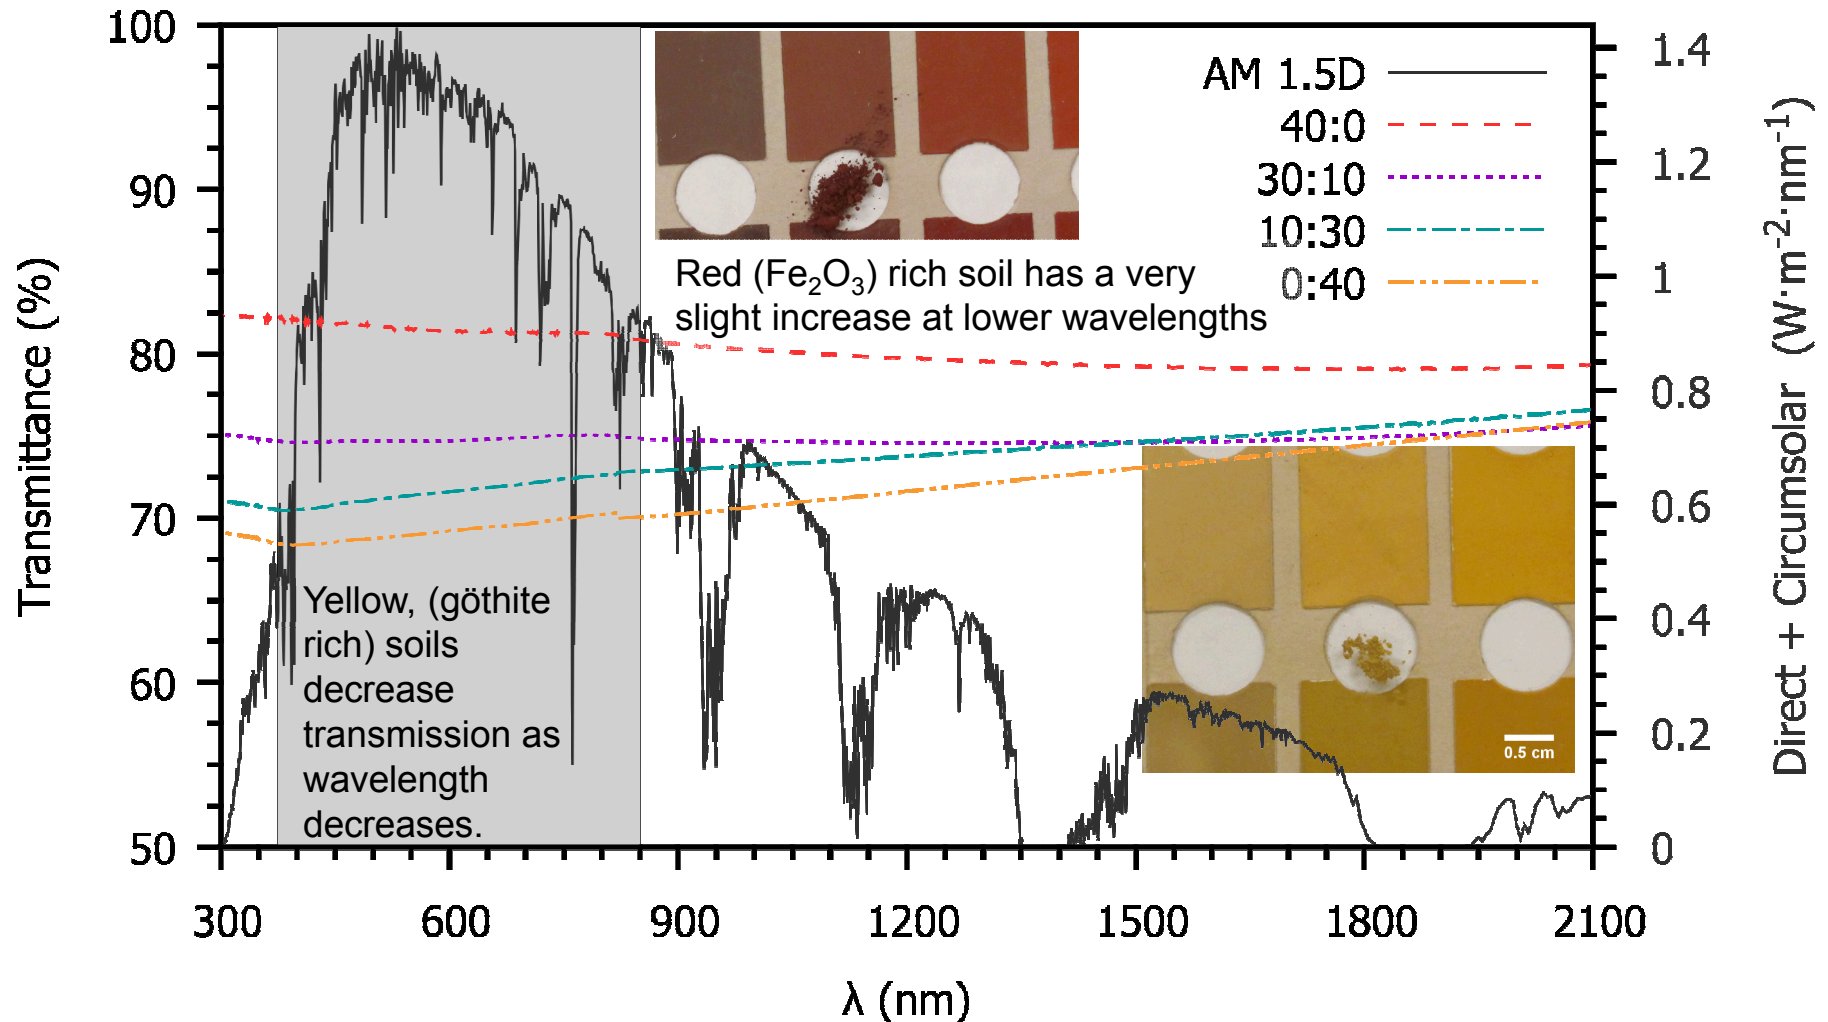 Transmittance (%)
100
90
80
70
60
50
300
600
900
1200
1500
1800
2100
λ (nm)
1.4
1.2
1
0.8
0.6
0.4
0.2
0
Direct + Circumsolar (W·m⁻²·nm⁻¹)
AM 1.5D
40:0
30:10
10:30
0:40
Red (Fe₂O₃) rich soil has a very
slight increase at lower wavelengths
Yellow, (göthite
rich) soils
decrease
transmission as
wavelength
decreases.
0.5 cm